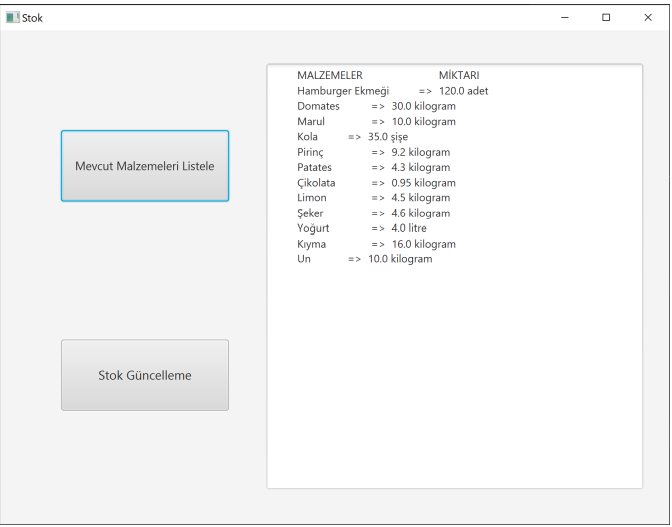 Stok
MALZEMELER MİKTARI
Hamburger Ekmeği => 120.0 adet
Domates => 30.0 kilogram
Marul => 10.0 kilogram
Kola => 35.0 şişe
Pirinç => 9.2 kilogram
Patates => 4.3 kilogram
Çikolata => 0.95 kilogram
Limon => 4.5 kilogram
Şeker => 4.6 kilogram
Yoğurt => 4.0 litre
Kıyma => 16.0 kilogram
Un => 10.0 kilogram
Mevcut Malzemeleri Listele
Stok Güncelleme